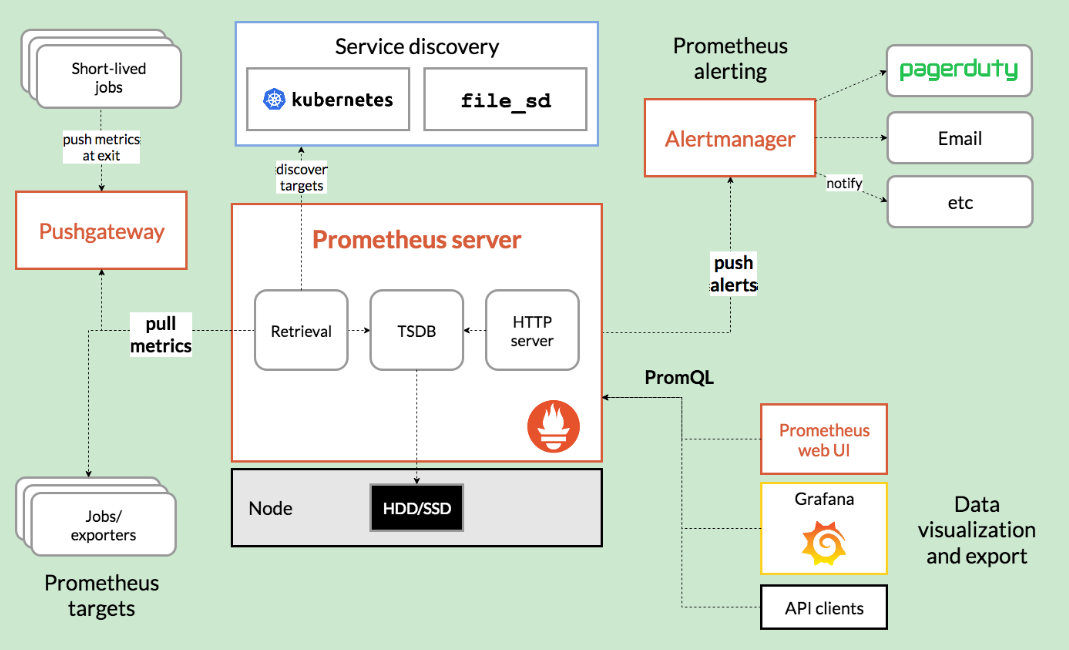 Short-lived
jobs
push metrics
at exit
Pushgateway
Service discovery
kubernetes
file_sd
discover
targets
Prometheus
alerting
Alertmanager
pagerduty
Email
etc
notify
Prometheus server
Retrieval
TSDB
HTTP
server
pull
metrics
push
alerts
PromQL
Node
HDD/SSD
Jobs/
exporters
Prometheus
targets
Prometheus
web UI
Grafana
API clients
Data
visualization
and export